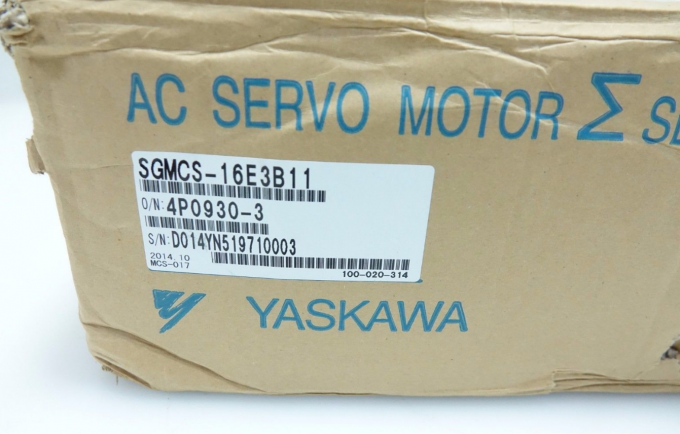 AC SERVO MOTOR Σ
SGMCS-16E3B11
O/N: 4P0930-3
S/N: D014YN519710003
2014.10
MCS-017
100-020-314
YASKAWA